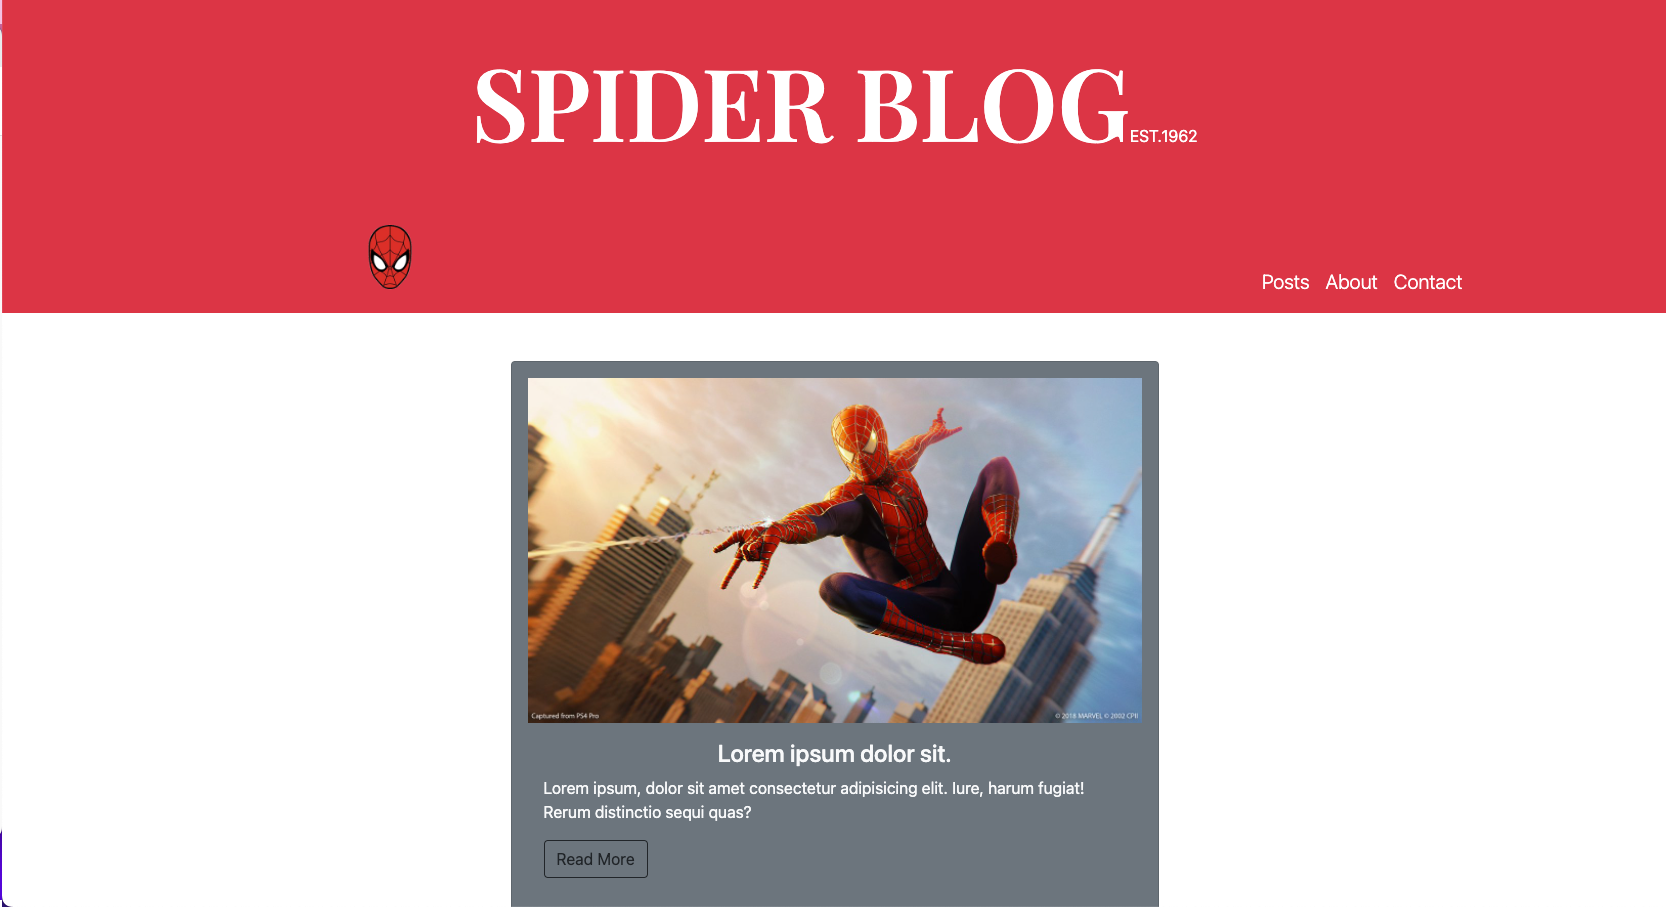 SPIDER BLOG EST.1962
Posts About Contact
Captured from PS4 Pro © 2018 MARVEL © 2002 CPII
Lorem ipsum dolor sit.
Lorem ipsum, dolor sit amet consectetur adipisicing elit. Iure, harum fugiat!
Rerum distinctio sequi quas?
Read More